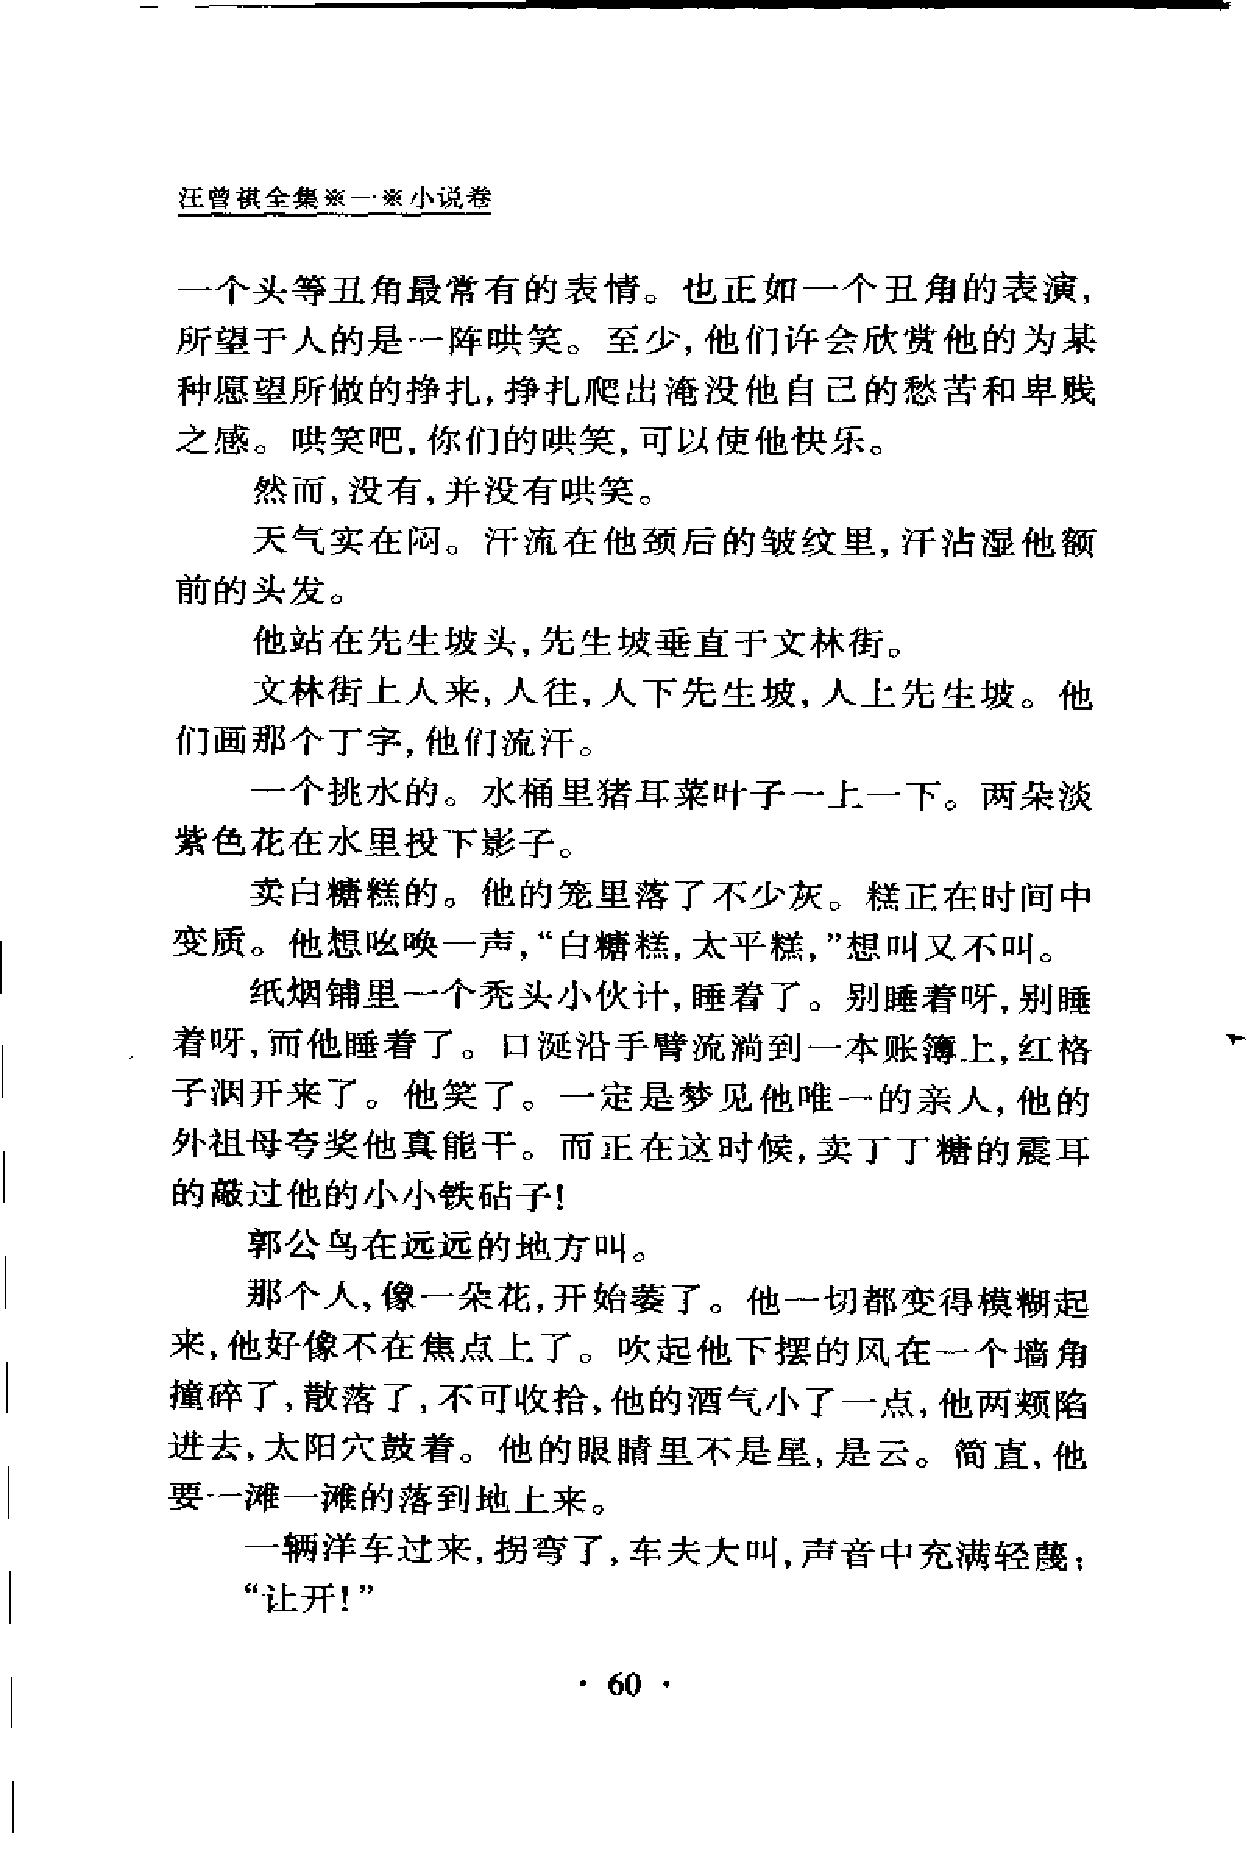 汪曾祺全集※一※小说卷
一个头等丑角最常有的表情。也正如一个丑角的表演,
所望于人的是一阵哄笑。至少,他们许会欣赏他的为某
种愿望所做的挣扎,挣扎爬出淹没他自己的愁苦和卑贱
之感。哄笑吧,你们的哄笑,可以使他快乐。
然而,没有,并没有哄笑。
天气实在闷。汗流在他颈后的皱纹里,汗沾湿他额
前的头发。
他站在先生坡头,先生坡垂直于文林街。
文林街上人来,人往,人下先生坡,人上先生坡。他
们画那个丁字,他们流汗。
一个挑水的。水桶里猪耳菜叶子一上一下。两朵淡
紫色花在水里投下影子。
卖白糖糕的。他的笼里落了不少灰。糕正在时间中
变质。他想吆唤一声,“白糖糕,太平糕,”想叫又不叫。
纸烟铺里一个秃头小伙计,睡着了。别睡着呀,别睡
着呀,而他睡着了。口涎沿手臂流淌到一本账簿上,红格
子洇开来了。他笑了。一定是梦见他唯一的亲人,他的
外祖母夸奖他真能干。而正在这时候,卖丁丁糖的震耳
的敲过他的小小铁砧子!
郭公鸟在远远的地方叫。
那个人,像一朵花,开始萎了。他一切都变得模糊起
来,他好像不在焦点上了。吹起他下摆的风在一个墙角
撞碎了,散落了,不可收拾,他的酒气小了一点,他两颊陷
进去,太阳穴鼓着。他的眼睛里不是星,是云。简直,他
要一滩一滩的落到地上来。
一辆洋车过来,拐弯了,车夫大叫,声音中充满轻蔑;
“让开!”
· 60 ·